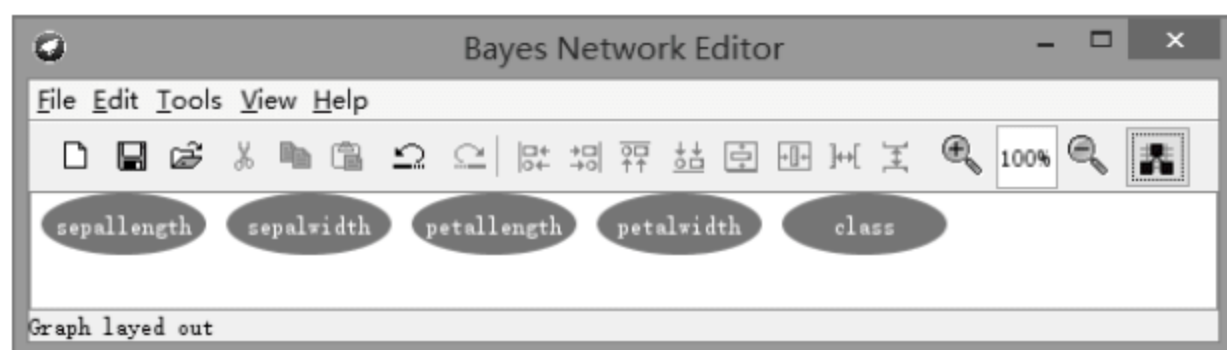 Bayes Network Editor
File Edit Tools View Help
100%
sepallength sepalwidth petallength petalwidth class
Graph layed out